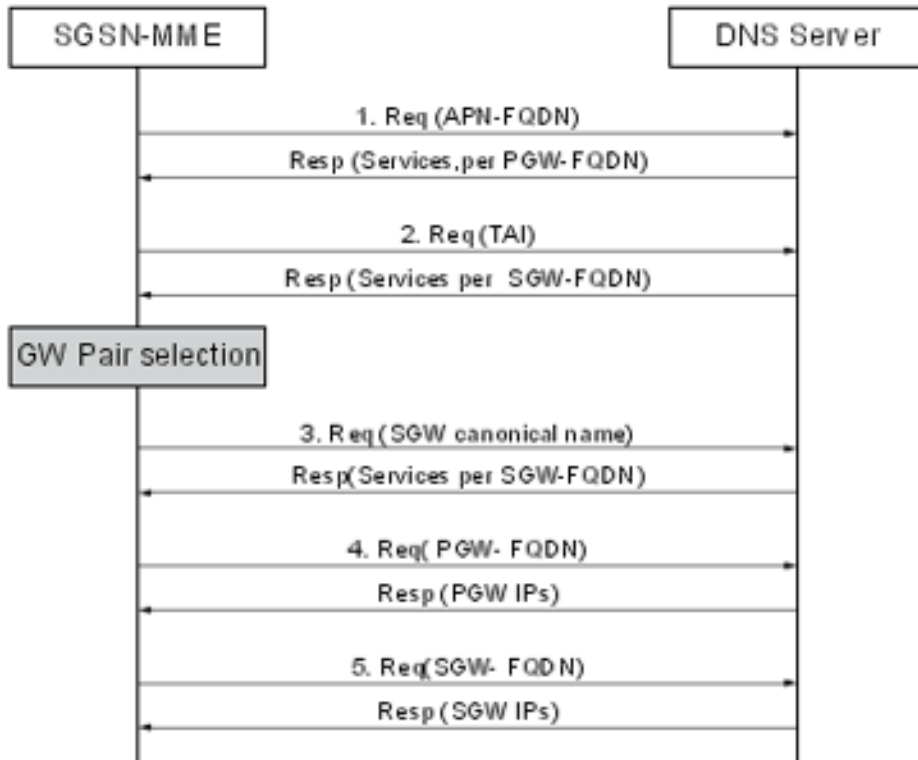 SGSN-MME
DNS Server
1. Req (APN-FQDN)
Resp (Services,per PGW-FQDN)
2. Req (TAI)
Resp (Services per SGW-FQDN)
GW Pair selection
3. Req (SGW canonical name)
Resp(Services per SGW-FQDN)
4. Req( PGW- FQDN)
Resp (PGW IPs)
5. Req(SGW- FQDN)
Resp (SGW IPs)